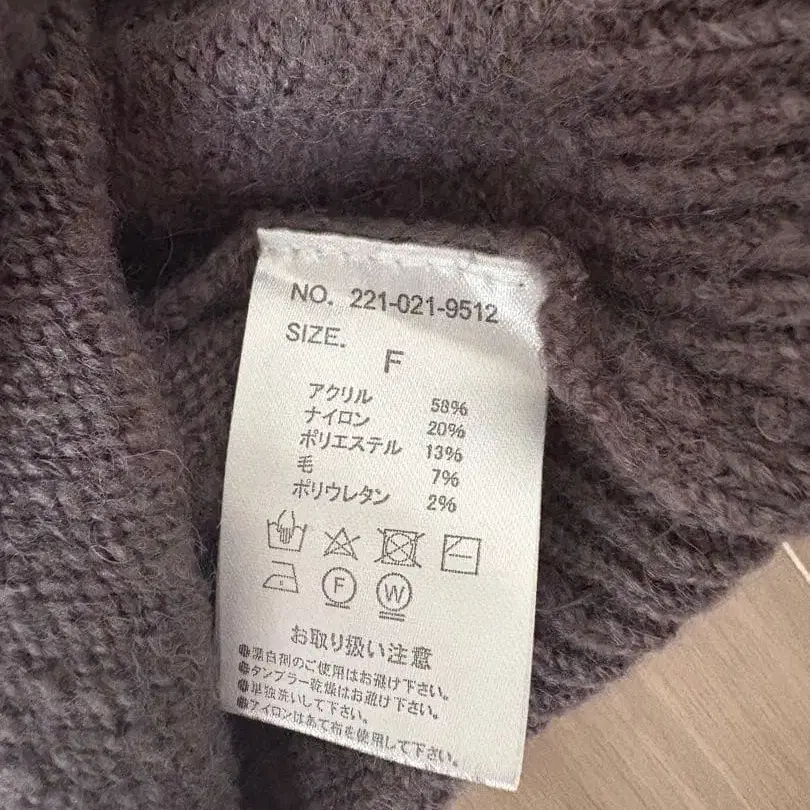 NO. 221-021-9512
SIZE.
F
アクリル 58%
ナイロン 20%
ポリエステル 13%
毛 7%
ポリウレタン 2%
F W
お取り扱い注意
●漂白剤のご使用はお避け下さい。
●タンブラー乾燥はお避け下さい。
●単独洗いして下さい。
●アイロンはあて布を使用して下さい。